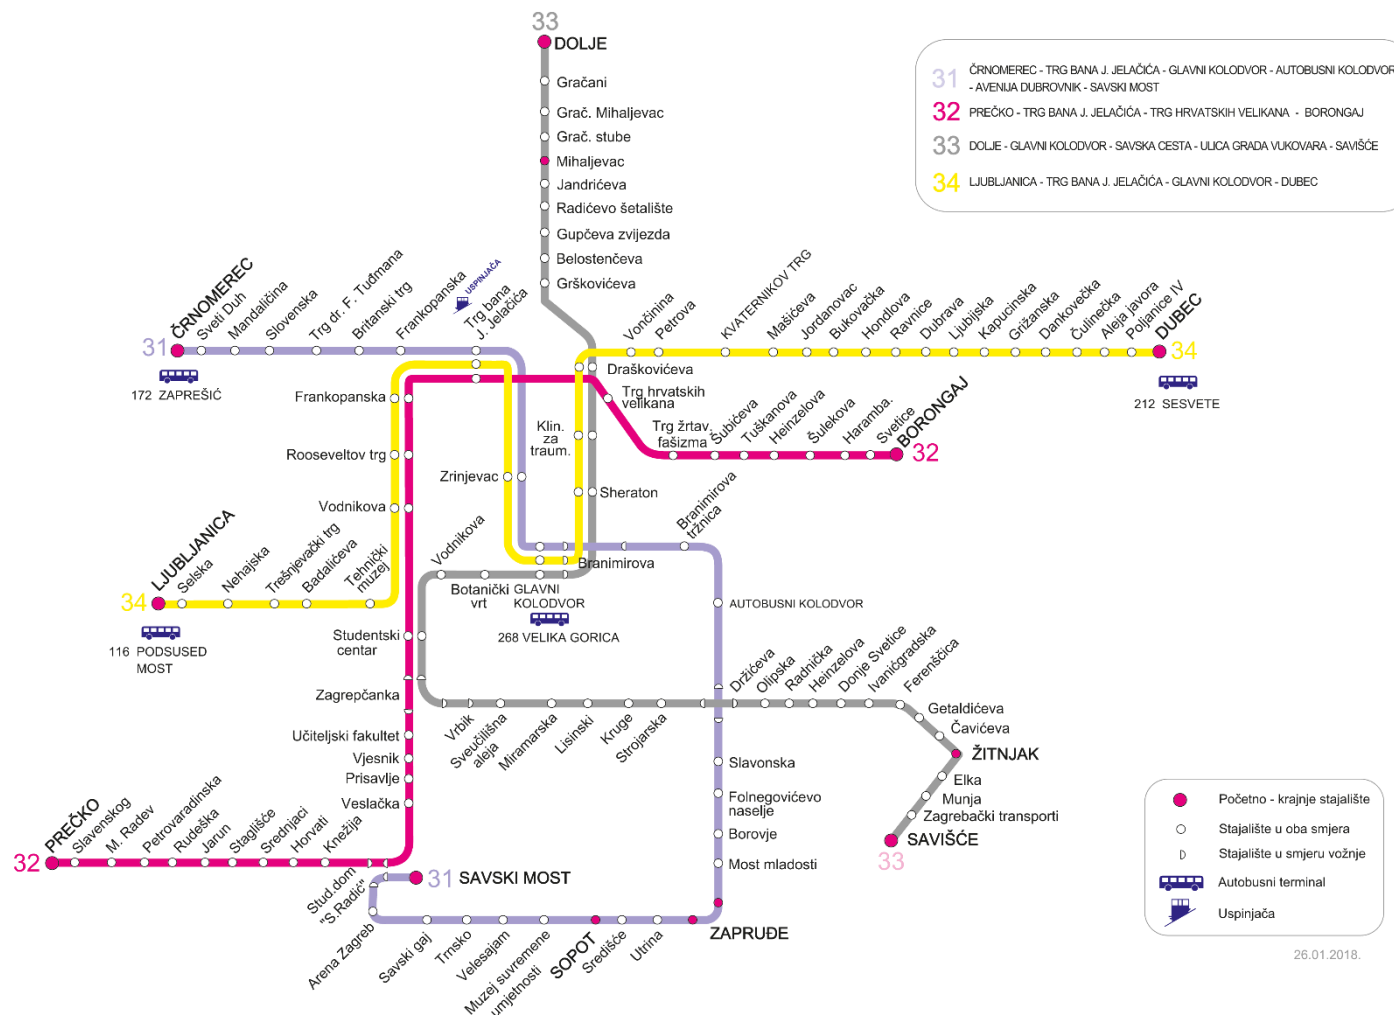 33
DOLJE
Gračani
Grač. Mihaljevac
Grač. stube
Mihaljevac
Jandrićeva
Radićevo šetalište
Gupčeva zvijezda
Belostenčeva
Grškovićeva
31
ČRNOMEREC - TRG BANA J. JELAČIĆA - GLAVNI KOLODVOR - AUTOBUSNI KOLODVOR
- AVENIJA DUBROVNIK - SAVSKI MOST
32
PREČKO - TRG BANA J. JELAČIĆA - TRG HRVATSKIH VELIKANA - BORONGAJ
33
DOLJE - GLAVNI KOLODVOR - SAVSKA CESTA - ULICA GRADA VUKOVARA - SAVIŠĆE
34
LJUBLJANICA - TRG BANA J. JELAČIĆA - GLAVNI KOLODVOR - DUBEC
31
ČRNOMEREC
Sveti Duh
Mandaličina
Slovenska
Trg dr. F. Tuđmana
Britanski trg
Frankopanska
USPINJAČA
Trg bana
J. Jelačića
172 ZAPREŠIĆ
Draškovićeva
Vončinina
Petrova
KVATERNIKOV TRG
Mašićeva
Jordanovac
Bukovačka
Hondlova
Ravnice
Dubrava
Ljubijska
Kapucinska
Grižanska
Dankovečka
Čulinečka
Aleja javora
Poljanice IV
DUBEC
34
212 SESVETE
Frankopanska
Rooseveltov trg
Vodnikova
Zrinjevac
Klin.
za
traum.
Sheraton
Trg hrvatskih
velikana
Trg žrtav.
fašizma
Šubićeva
Tuškanova
Heinzelova
Šulekova
Haramba.
Svetice
BORONGAJ
32
34
LJUBLJANICA
Selska
Nehajska
Trešnjevački trg
Badalićeva
Tehnički
muzej
116 PODSUSED
MOST
Vodnikova
Botanički
vrt
GLAVNI
KOLODVOR
268 VELIKA GORICA
Branimirova
Branimirova
tržnica
AUTOBUSNI KOLODVOR
Studentski
centar
Zagrepčanka
Učiteljski fakultet
Vjesnik
Prisavlje
Veslačka
Vrbik
Sveučilišna
aleja
Miramarska
Lisinski
Kruge
Strojarska
Držićeva
Olipska
Radnička
Heinzelova
Donje Svetice
Ivanićgradska
Ferenščica
Getaldićeva
Čavićeva
ŽITNJAK
Elka
Munja
Zagrebački transporti
SAVIŠĆE
33
Slavonska
Folnegovićevo
naselje
Borovje
Most mladosti
ZAPRUĐE
32
PREČKO
Slavenskog
M. Radev
Petrovaradinska
Rudeška
Jarun
Staglišće
Srednjaci
Horvati
Knežija
Stud.dom
"S.Radić"
31 SAVSKI MOST
Arena Zagreb
Savski gaj
Trnsko
Velesajam
Muzej suvremene
umjetnosti
SOPOT
Središće
Utrina
Početno - krajnje stajalište
Stajalište u oba smjera
Stajalište u smjeru vožnje
Autobusni terminal
Uspinjača
26.01.2018.